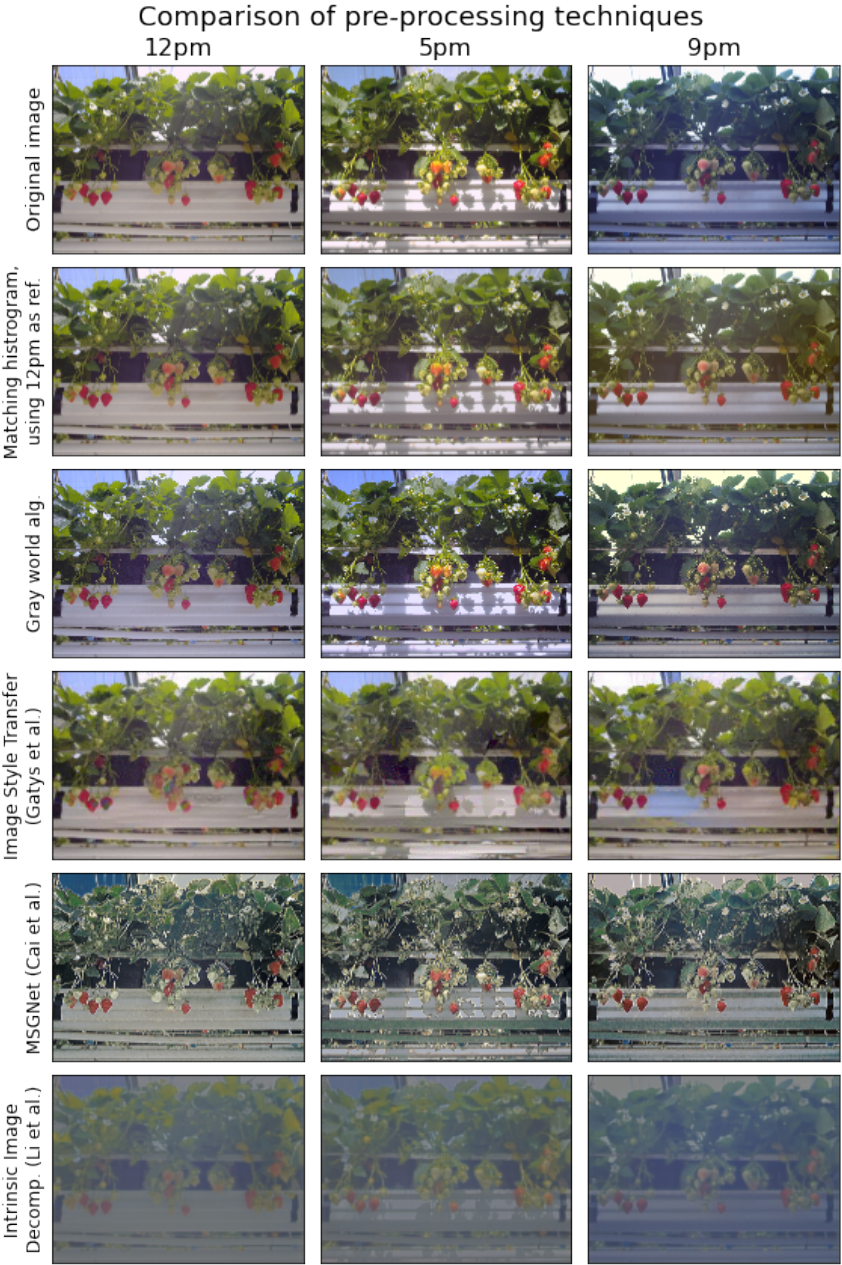 Comparison of pre-processing techniques
12pm 5pm 9pm
Original image
Matching histrogram,
using 12pm as ref.
Gray world alg.
Image Style Transfer
(Gatys et al.)
MSGNet (Cai et al.)
Intrinsic Image
Decomp. (Li et al.)